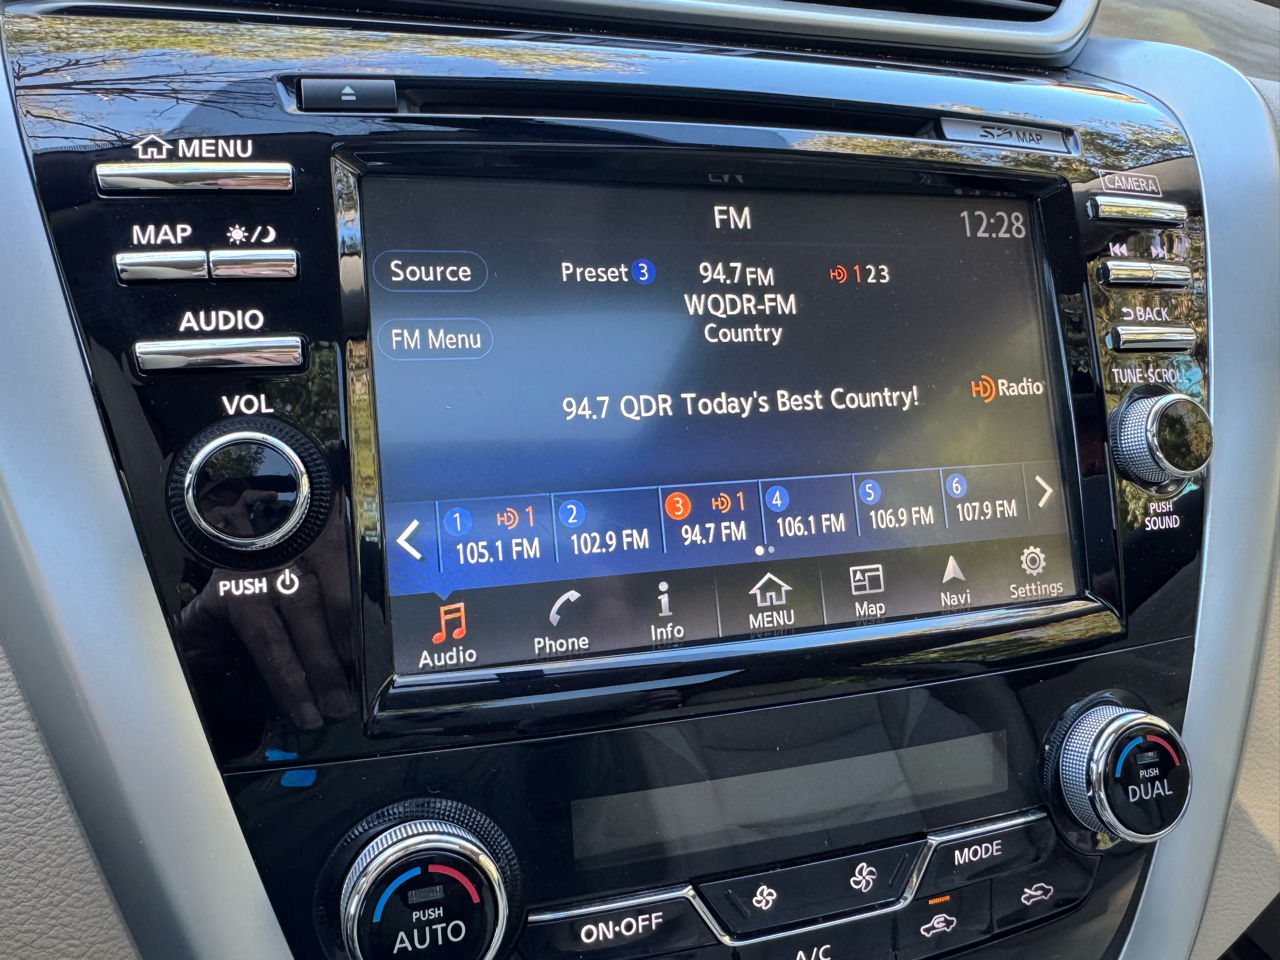 MENU
MAP
AUDIO
VOL
PUSH
MAP
CAMERA
BACK
TUNE·SCROLL
PUSH
SOUND
FM
12:28
Source
Preset 3
94.7 FM
HD 1 2 3
WQDR-FM
Country
FM Menu
94.7 QDR Today's Best Country!
HD Radio
1 HD 1
105.1 FM
2
102.9 FM
3 HD 1
94.7 FM
4
106.1 FM
5
106.9 FM
6
107.9 FM
Audio
Phone
Info
MENU
Map
Navi
Settings
PUSH
AUTO
ON·OFF
A/C
MODE
PUSH
DUAL